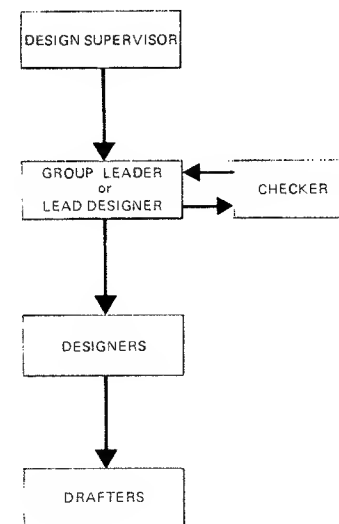 DESIGN SUPERVISOR
GROUP LEADER
or
LEAD DESIGNER
CHECKER
DESIGNERS
DRAFTERS